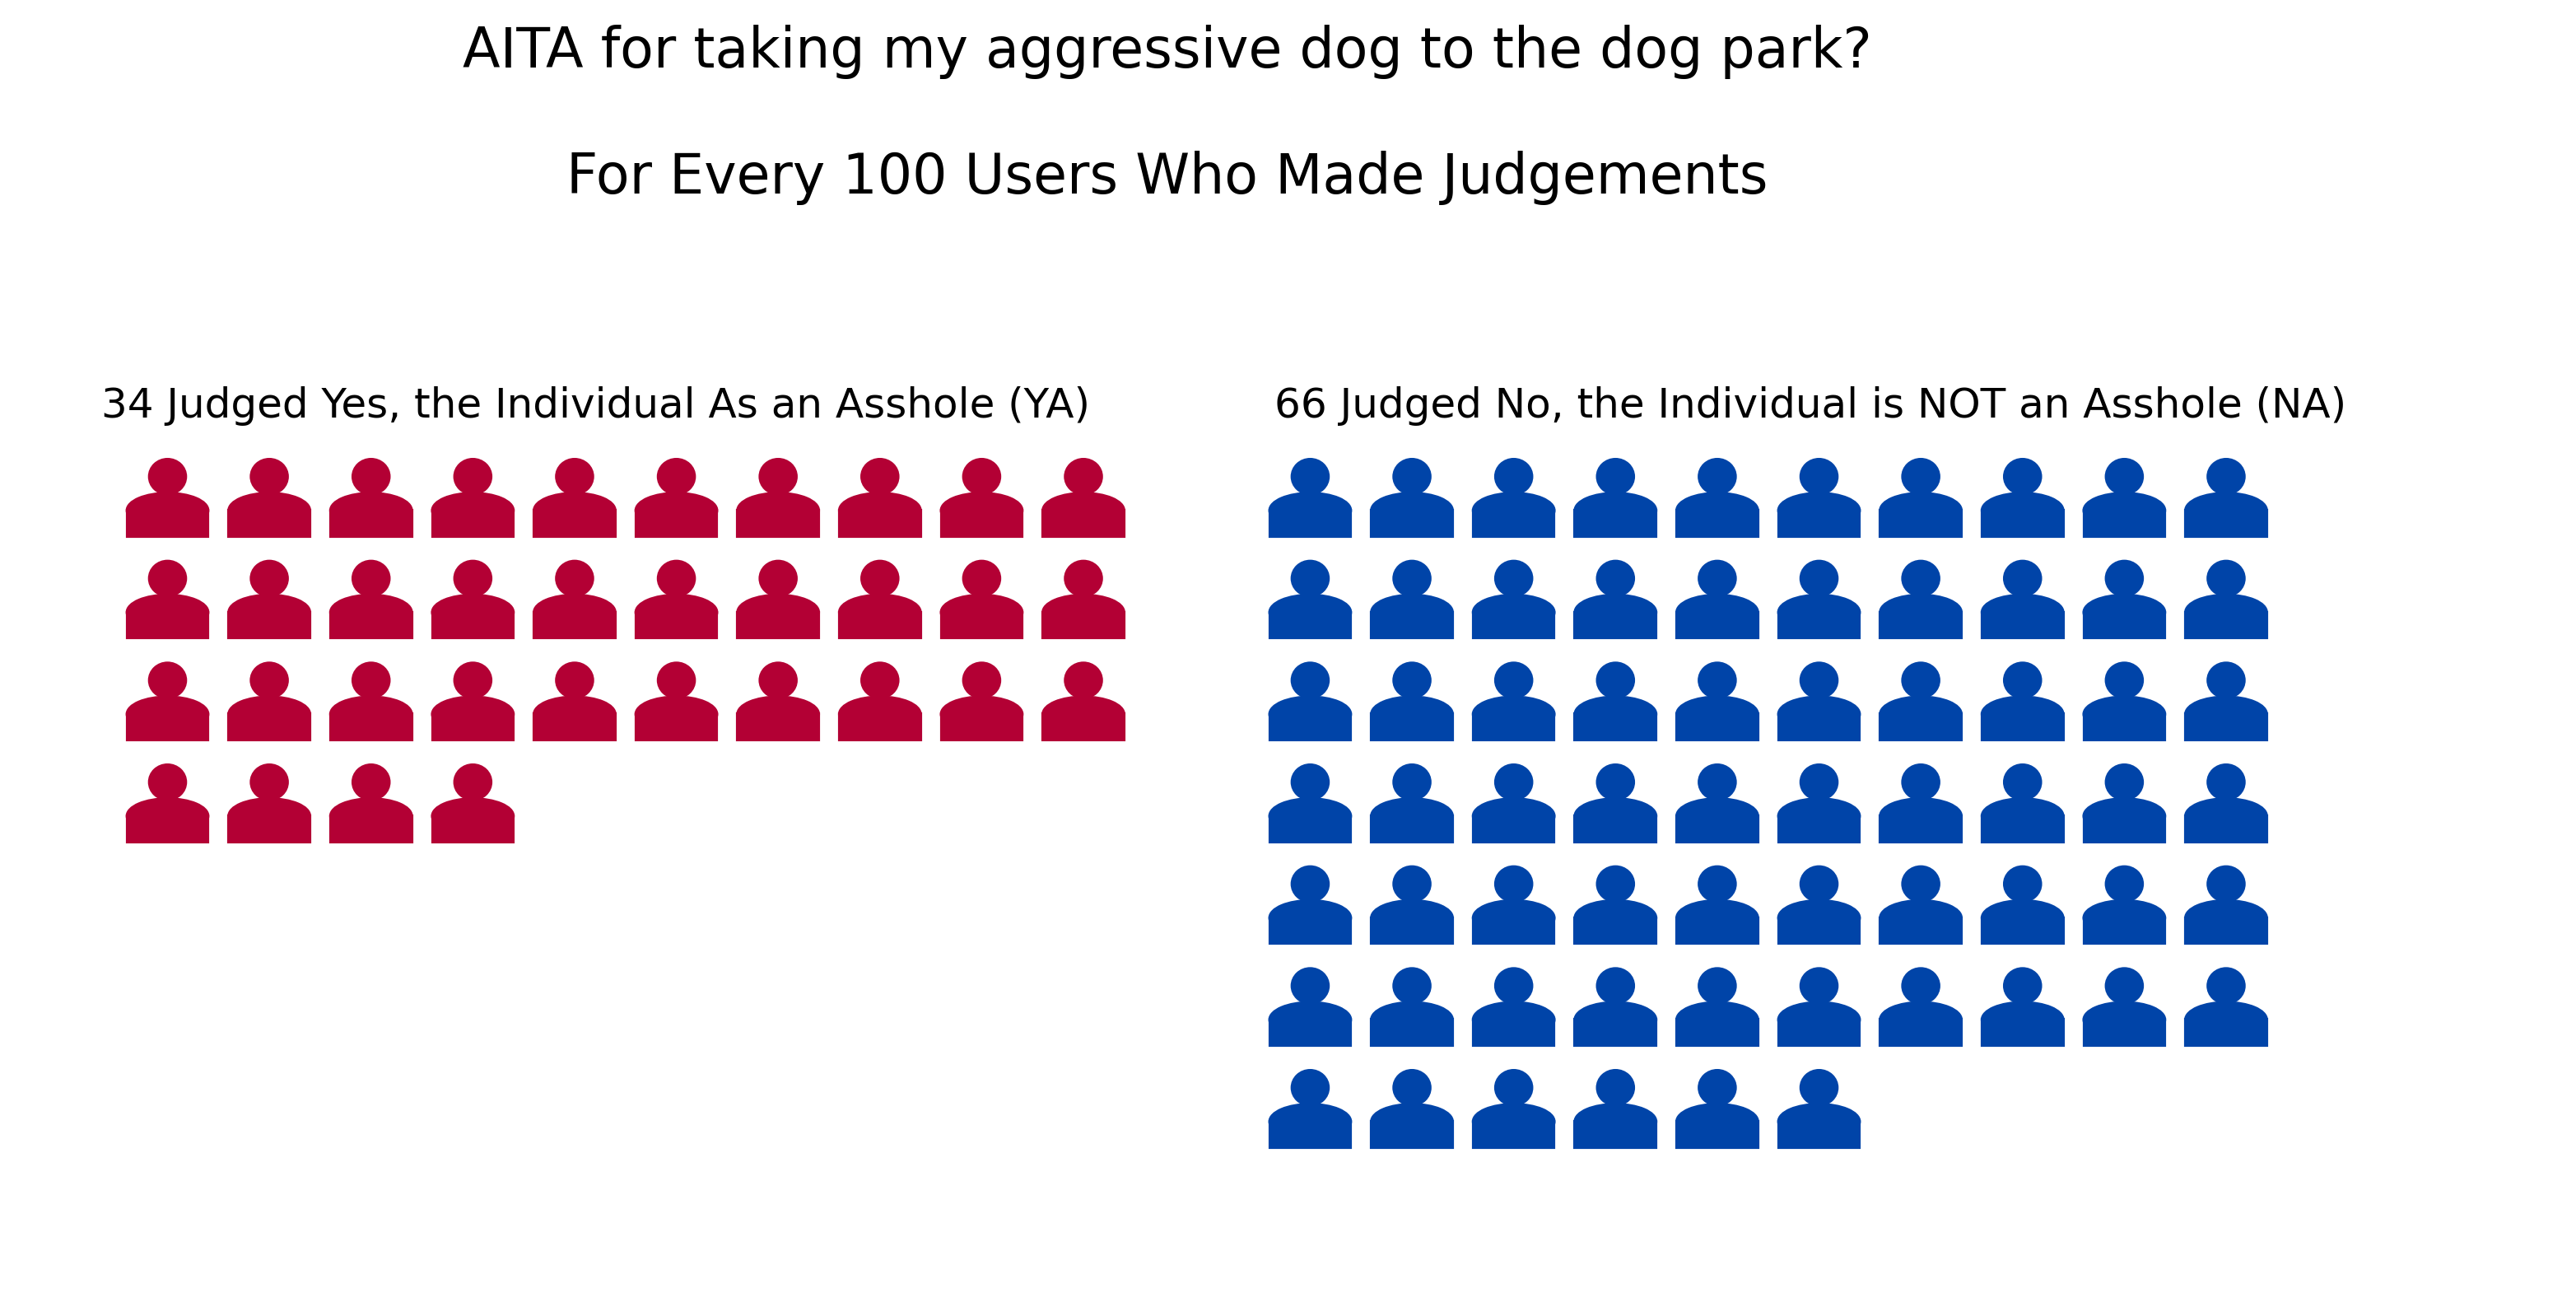 AITA for taking my aggressive dog to the dog park?
For Every 100 Users Who Made Judgements
34 Judged Yes, the Individual As an Asshole (YA)
66 Judged No, the Individual is NOT an Asshole (NA)